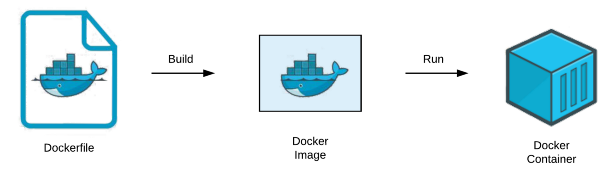 Build
Run
Dockerfile
Docker
Image
Docker
Container